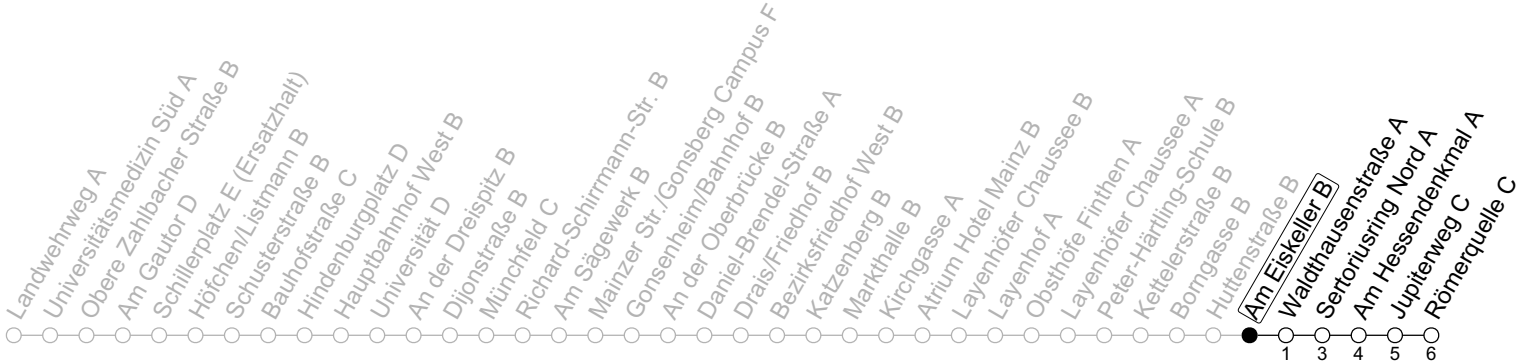 Landwehrweg A
Universitätsmedizin Süd A
Obere Zahlbacher Straße B
Am Gautor D
Schillerplatz E (Ersatzhalt)
Höfchen/Listmann B
Schusterstraße B
Bauhofstraße C
Hindenburgplatz D
Hauptbahnhof West B
Universität D
An der Dreispitz B
Dijonstraße B
Münchfeld C
Richard-Schirrmann-Str. B
Am Sägewerk B
Mainzer Str./Gonsberg Campus F
Gonsenheim/Bahnhof B
An der Oberbrücke B
Daniel-Brendel-Straße A
Drais/Friedhof B
Bezirksfriedhof West B
Katzenberg B
Markthalle B
Kirchgasse A
Atrium Hotel Mainz B
Layenhöfer Chaussee B
Layenhof A
Obsthöfe Finthen A
Layenhöfer Chaussee A
Peter-Härtling-Schule B
Kettelerstraße B
Borngasse B
Huttenstraße B
Am Eiskeller B
Waldthausenstraße A
Sertoriusring Nord A
Am Hessendenkmal A
Jupiterweg C
Römerquelle C
1 3 4 5 6